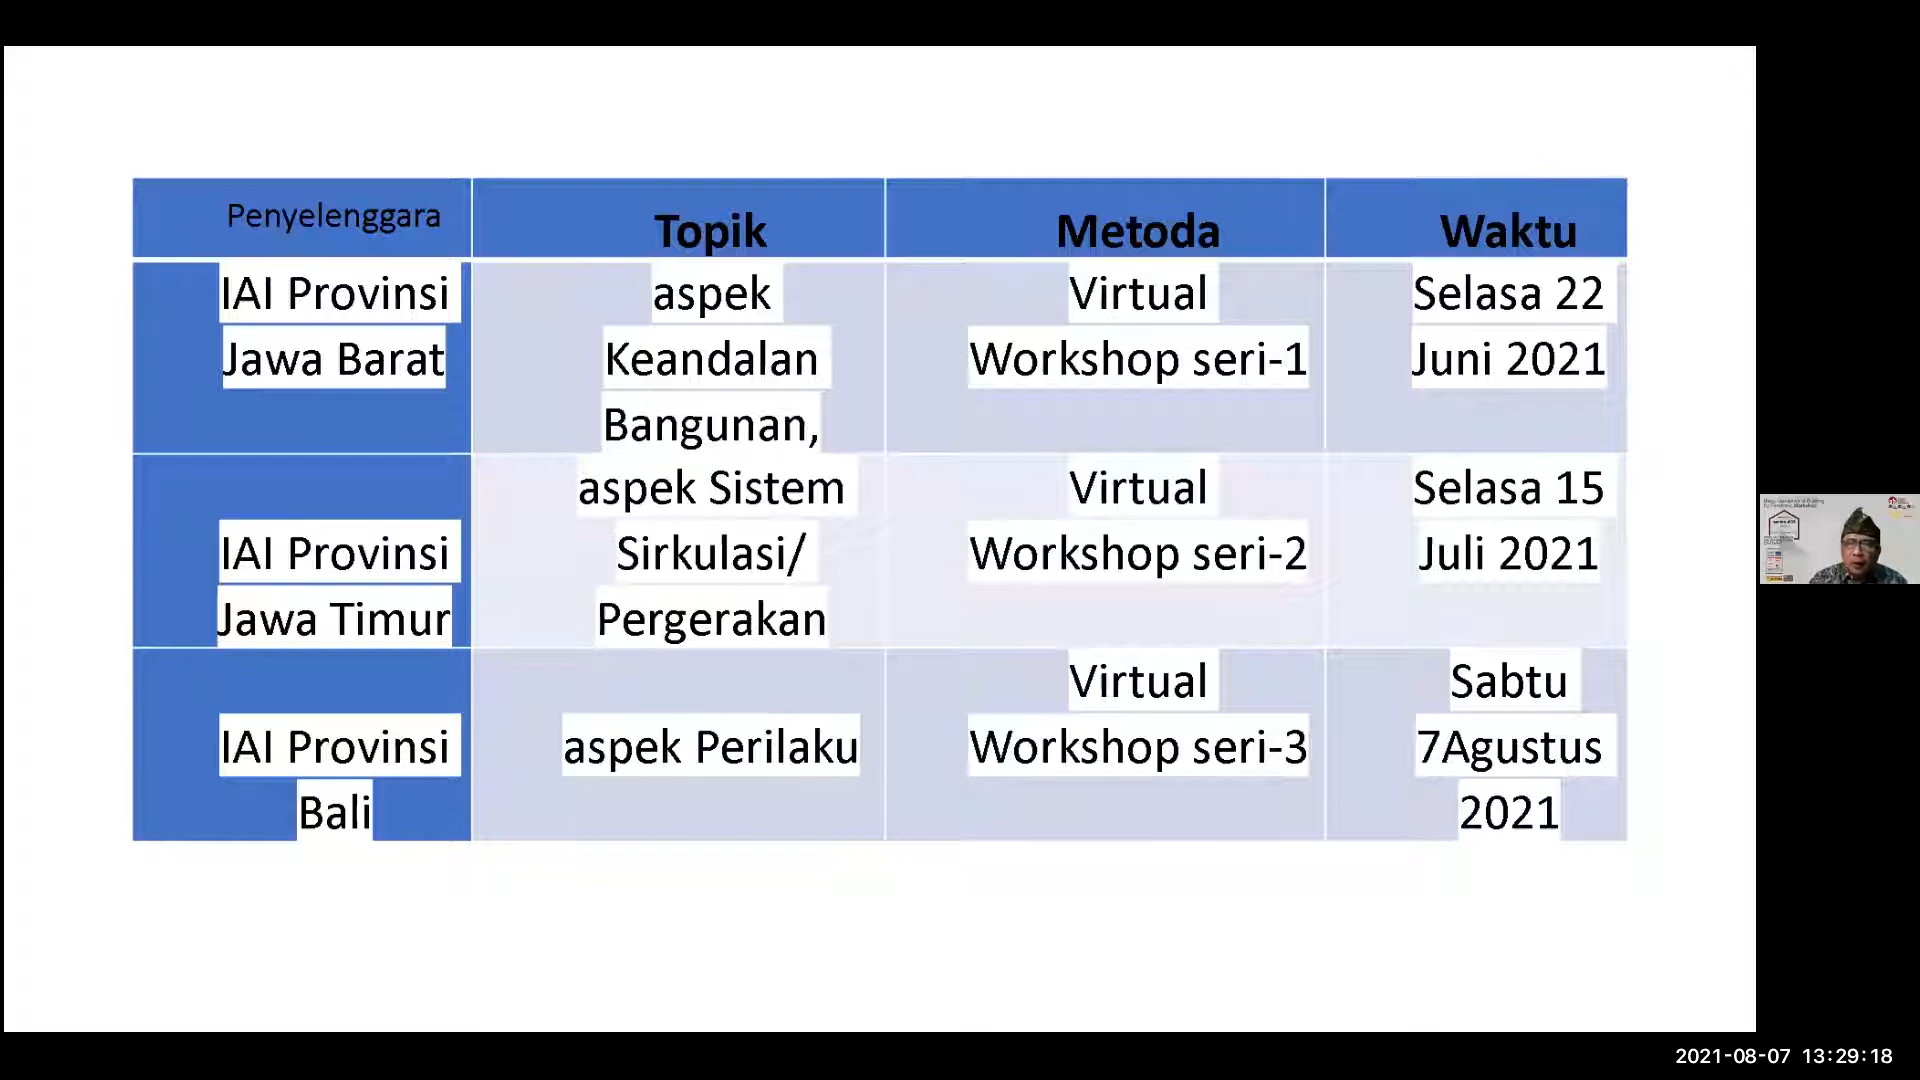 Penyelenggara
Topik
Metoda
Waktu
IAI Provinsi
Jawa Barat
aspek
Keandalan
Bangunan,
Virtual
Workshop seri-1
Selasa 22
Juni 2021
IAI Provinsi
Jawa Timur
aspek Sistem
Sirkulasi/
Pergerakan
Virtual
Workshop seri-2
Selasa 15
Juli 2021
IAI Provinsi
Bali
aspek Perilaku
Virtual
Workshop seri-3
Sabtu
7Agustus
2021
2021-08-07 13:29:18